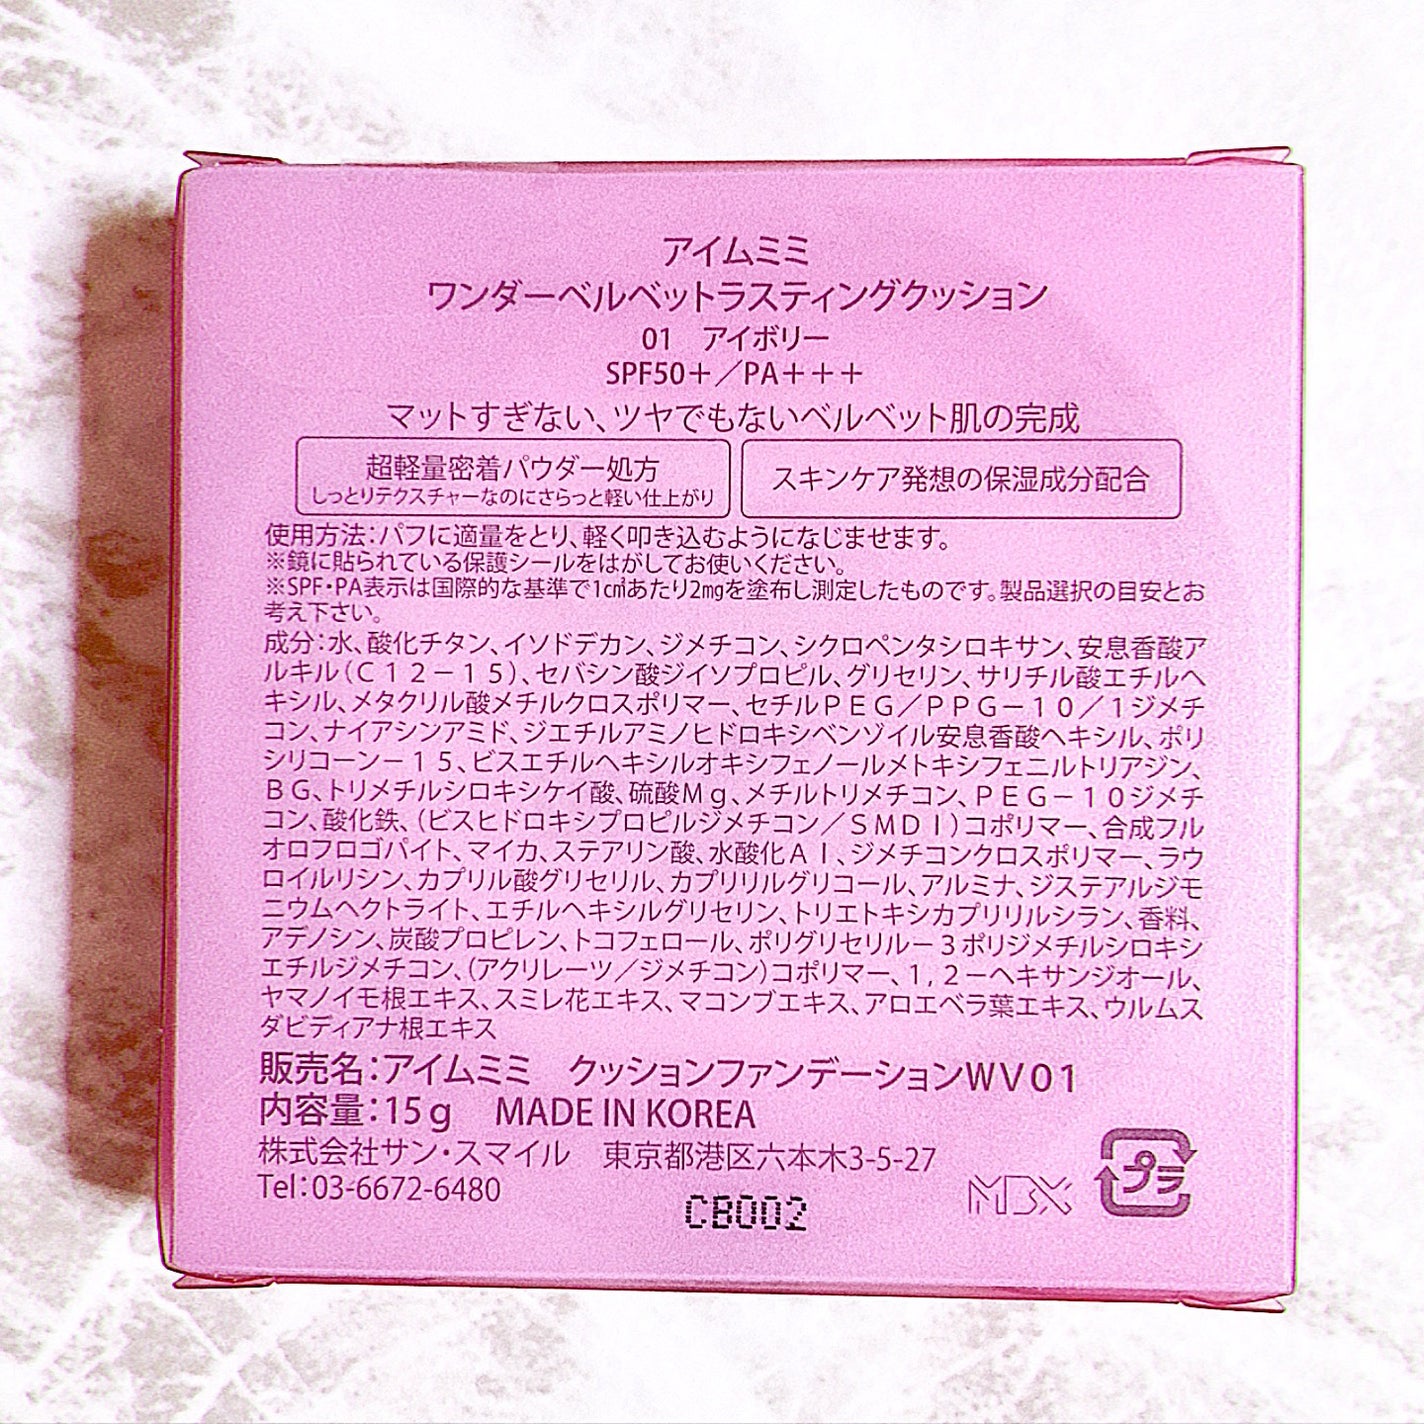 アイムミミ
ワンダーベルベットラスティングクッション
01　アイボリー
SPF50＋／PA＋＋＋
マットすぎない、ツヤでもないベルベット肌の完成
超軽量密着パウダー処方
しっとりテクスチャーなのにさらっと軽い仕上がり
スキンケア発想の保湿成分配合
使用方法：パフに適量をとり、軽く叩き込むようになじませます。
※鏡に貼られている保護シールをはがしてお使いください。
※SPF・PA表示は国際的な基準で1c㎡あたり2㎎を塗布し測定したものです。製品選択の目安とお
考え下さい。
成分：水、酸化チタン、イソドデカン、ジメチコン、シクロペンタシロキサン、安息香酸ア
ルキル（Ｃ１２－１５）、セバシン酸ジイソプロピル、グリセリン、サリチル酸エチルヘ
キシル、メタクリル酸メチルクロスポリマー、セチルＰＥＧ／ＰＰＧ－１０／１ジメチ
コン、ナイアシンアミド、ジエチルアミノヒドロキシベンゾイル安息香酸ヘキシル、ポリ
シリコーン－１５、ビスエチルヘキシルオキシフェノールメトキシフェニルトリアジン、
ＢＧ、トリメチルシロキシケイ酸、硫酸Ｍｇ、メチルトリメチコン、ＰＥＧ－１０ジメチ
コン、酸化鉄、（ビスヒドロキシプロピルジメチコン／ＳＭＤＩ）コポリマー、合成フル
オロフロゴパイト、マイカ、ステアリン酸、水酸化Ａｌ、ジメチコンクロスポリマー、ラウ
ロイルリシン、カプリル酸グリセリル、カプリリルグリコール、アルミナ、ジステアルジモ
ニウムヘクトライト、エチルヘキシルグリセリン、トリエトキシカプリリルシラン、香料、
アデノシン、炭酸プロピレン、トコフェロール、ポリグリセリル－３ポリジメチルシロキシ
エチルジメチコン、（アクリレーツ／ジメチコン）コポリマー、１，２－ヘキサンジオール、
ヤマノイモ根エキス、スミレ花エキス、マコンブエキス、アロエベラ葉エキス、ウルムス
ダビディアナ根エキス
販売名：アイムミミ　クッションファンデーションWV01
内容量：15g　MADE IN KOREA
株式会社サン・スマイル　東京都港区六本木3-5-27
Tel：03-6672-6480
CB002
MBX
プラ